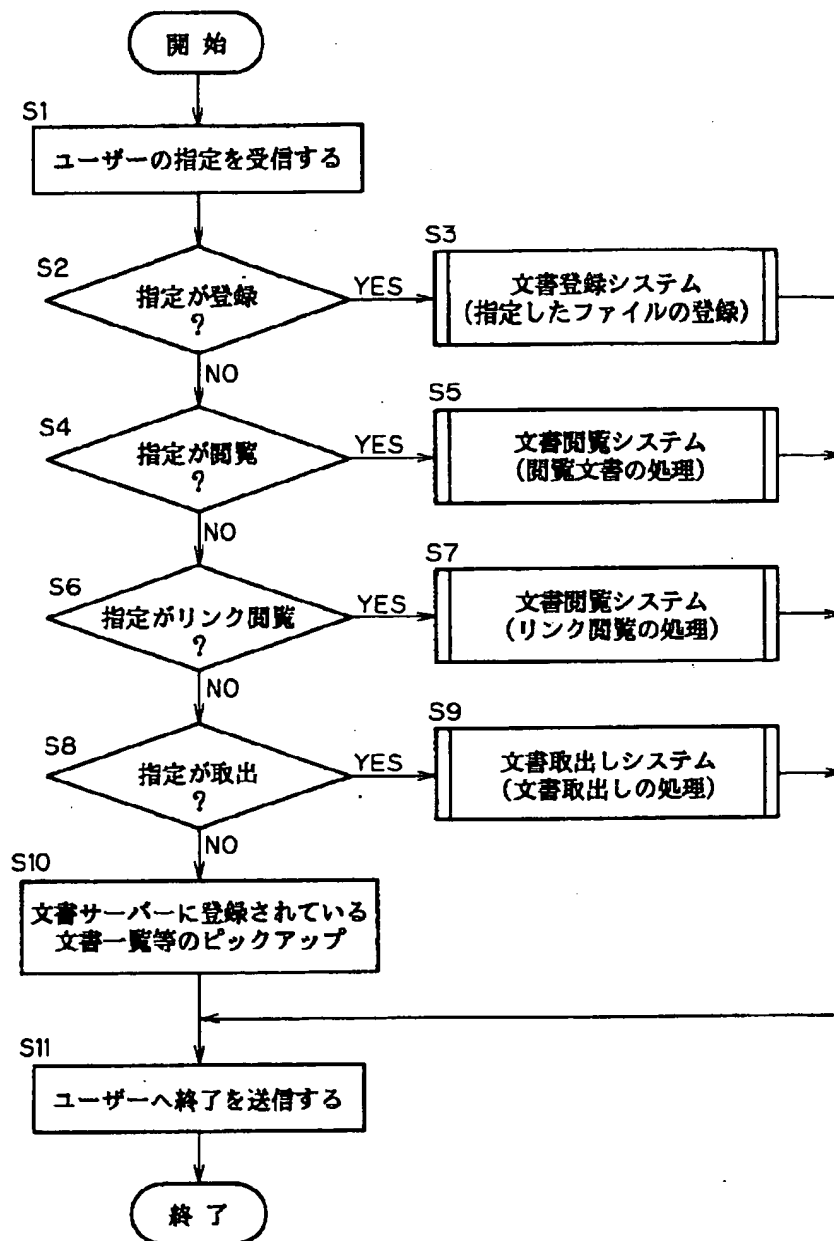 開始
S1
ユーザーの指定を受信する
S2
指定が登録
?
YES
NO
S3
文書登録システム
(指定したファイルの登録)
S4
指定が閲覧
?
YES
NO
S5
文書閲覧システム
(閲覧文書の処理)
S6
指定がリンク閲覧
?
YES
NO
S7
文書閲覧システム
(リンク閲覧の処理)
S8
指定が取出
?
YES
NO
S9
文書取出しシステム
(文書取出しの処理)
S10
文書サーバーに登録されている
文書一覧等のピックアップ
S11
ユーザーへ終了を送信する
終了